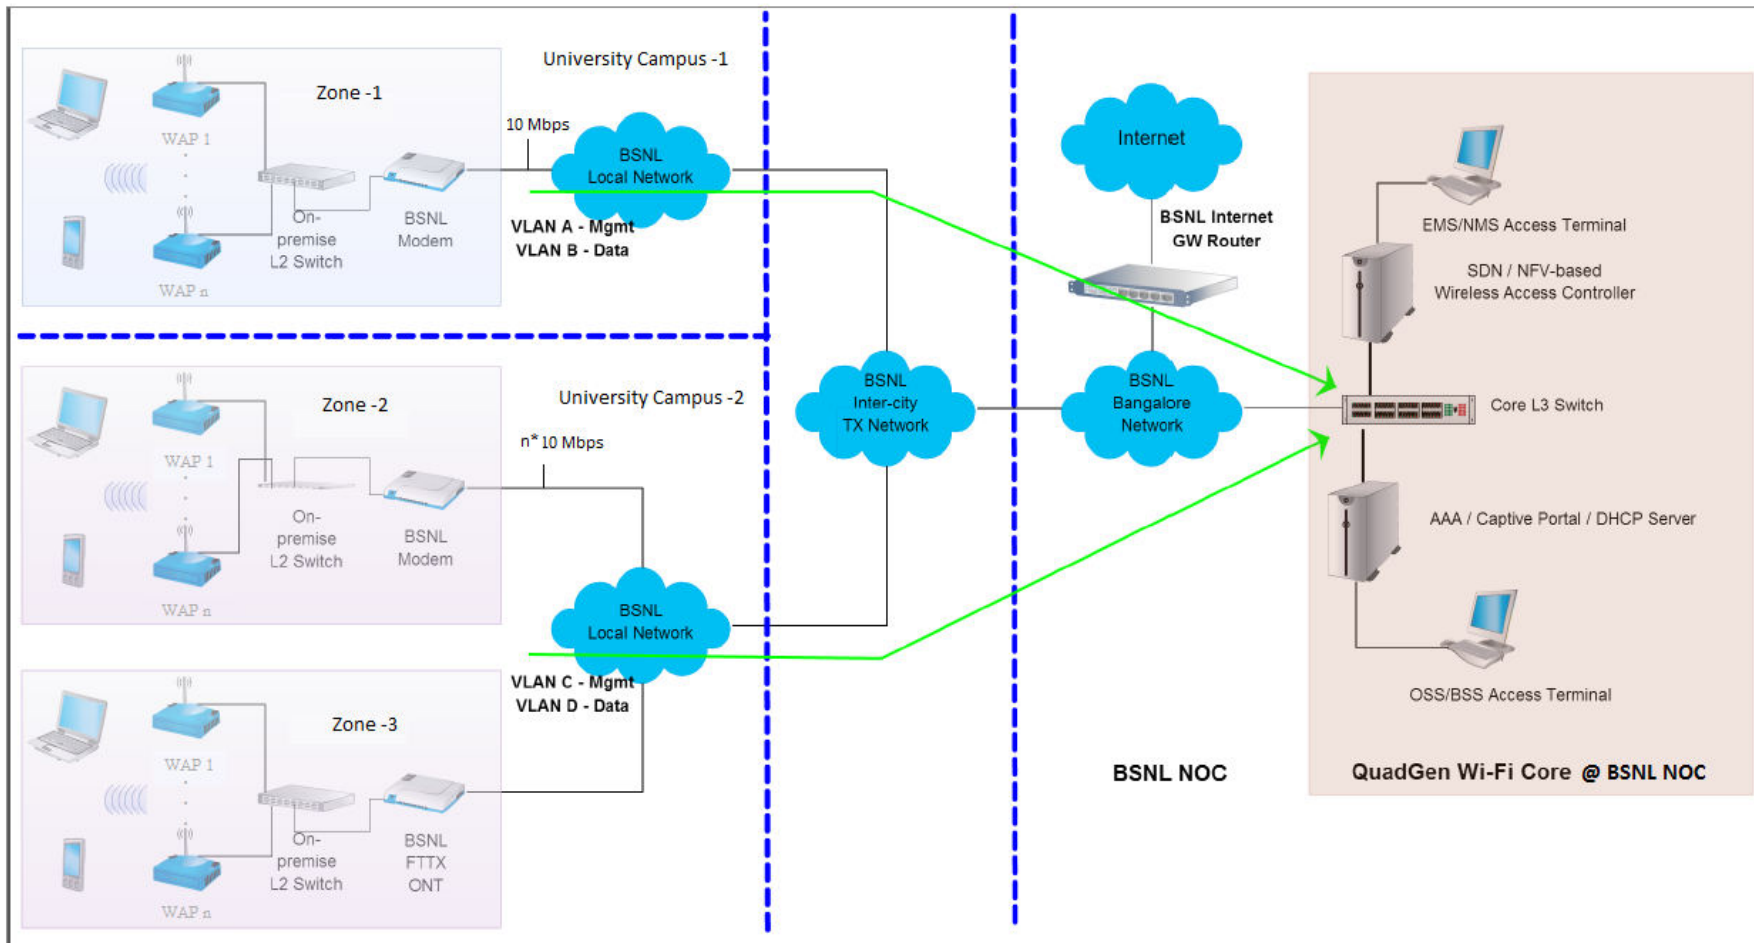 University Campus -1
Zone -1
10 Mbps
WAP 1
BSNL
Local Network
On-
premise
L2 Switch
BSNL
Modem
VLAN A - Mgmt
VLAN B - Data
WAP n
University Campus -2
Zone -2
n* 10 Mbps
WAP 1
On-
premise
L2 Switch
BSNL
Modem
WAP n
BSNL
Local Network
VLAN C - Mgmt
VLAN D - Data
Zone -3
WAP 1
On-
premise
L2 Switch
BSNL
FTTX
ONT
WAP n
BSNL
Inter-city
TX Network
Internet
BSNL Internet
GW Router
BSNL
Bangalore
Network
BSNL NOC
EMS/NMS Access Terminal
SDN / NFV-based
Wireless Access Controller
Core L3 Switch
AAA / Captive Portal / DHCP Server
OSS/BSS Access Terminal
QuadGen Wi-Fi Core @ BSNL NOC